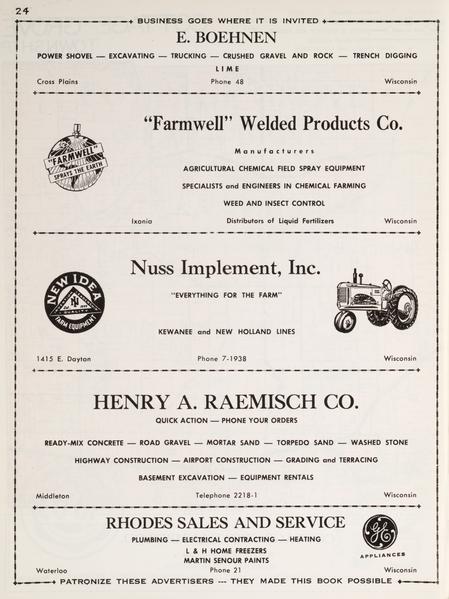 24
BUSINESS GOES WHERE IT IS INVITED
E. BOEHNEN
POWER SHOVEL — EXCAVATING — TRUCKING — CRUSHED GRAVEL AND ROCK — TRENCH DIGGING
LIME
Cross Plains Phone 48 Wisconsin
"Farmwell" Welded Products Co.
Manufacturers
"FARMWELL"
SPRAYS THE EARTH
AGRICULTURAL CHEMICAL FIELD SPRAY EQUIPMENT
SPECIALISTS and ENGINEERS IN CHEMICAL FARMING
WEED AND INSECT CONTROL
Ixonia Distributors of Liquid Fertilizers Wisconsin
Nuss Implement, Inc.
NEW IDEA
QUALITY
FARM EQUIPMENT
"EVERYTHING FOR THE FARM"
KEWANEE and NEW HOLLAND LINES
1415 E. Dayton Phone 7-1938 Wisconsin
HENRY A. RAEMISCH CO.
QUICK ACTION — PHONE YOUR ORDERS
READY-MIX CONCRETE — ROAD GRAVEL — MORTAR SAND — TORPEDO SAND — WASHED STONE
HIGHWAY CONSTRUCTION — AIRPORT CONSTRUCTION — GRADING and TERRACING
BASEMENT EXCAVATION — EQUIPMENT RENTALS
Middleton Telephone 2218-1 Wisconsin
RHODES SALES AND SERVICE
PLUMBING — ELECTRICAL CONTRACTING — HEATING
L & H HOME FREEZERS
MARTIN SENOUR PAINTS
GE
APPLIANCES
Waterloo Phone 21 Wisconsin
PATRONIZE THESE ADVERTISERS --- THEY MADE THIS BOOK POSSIBLE